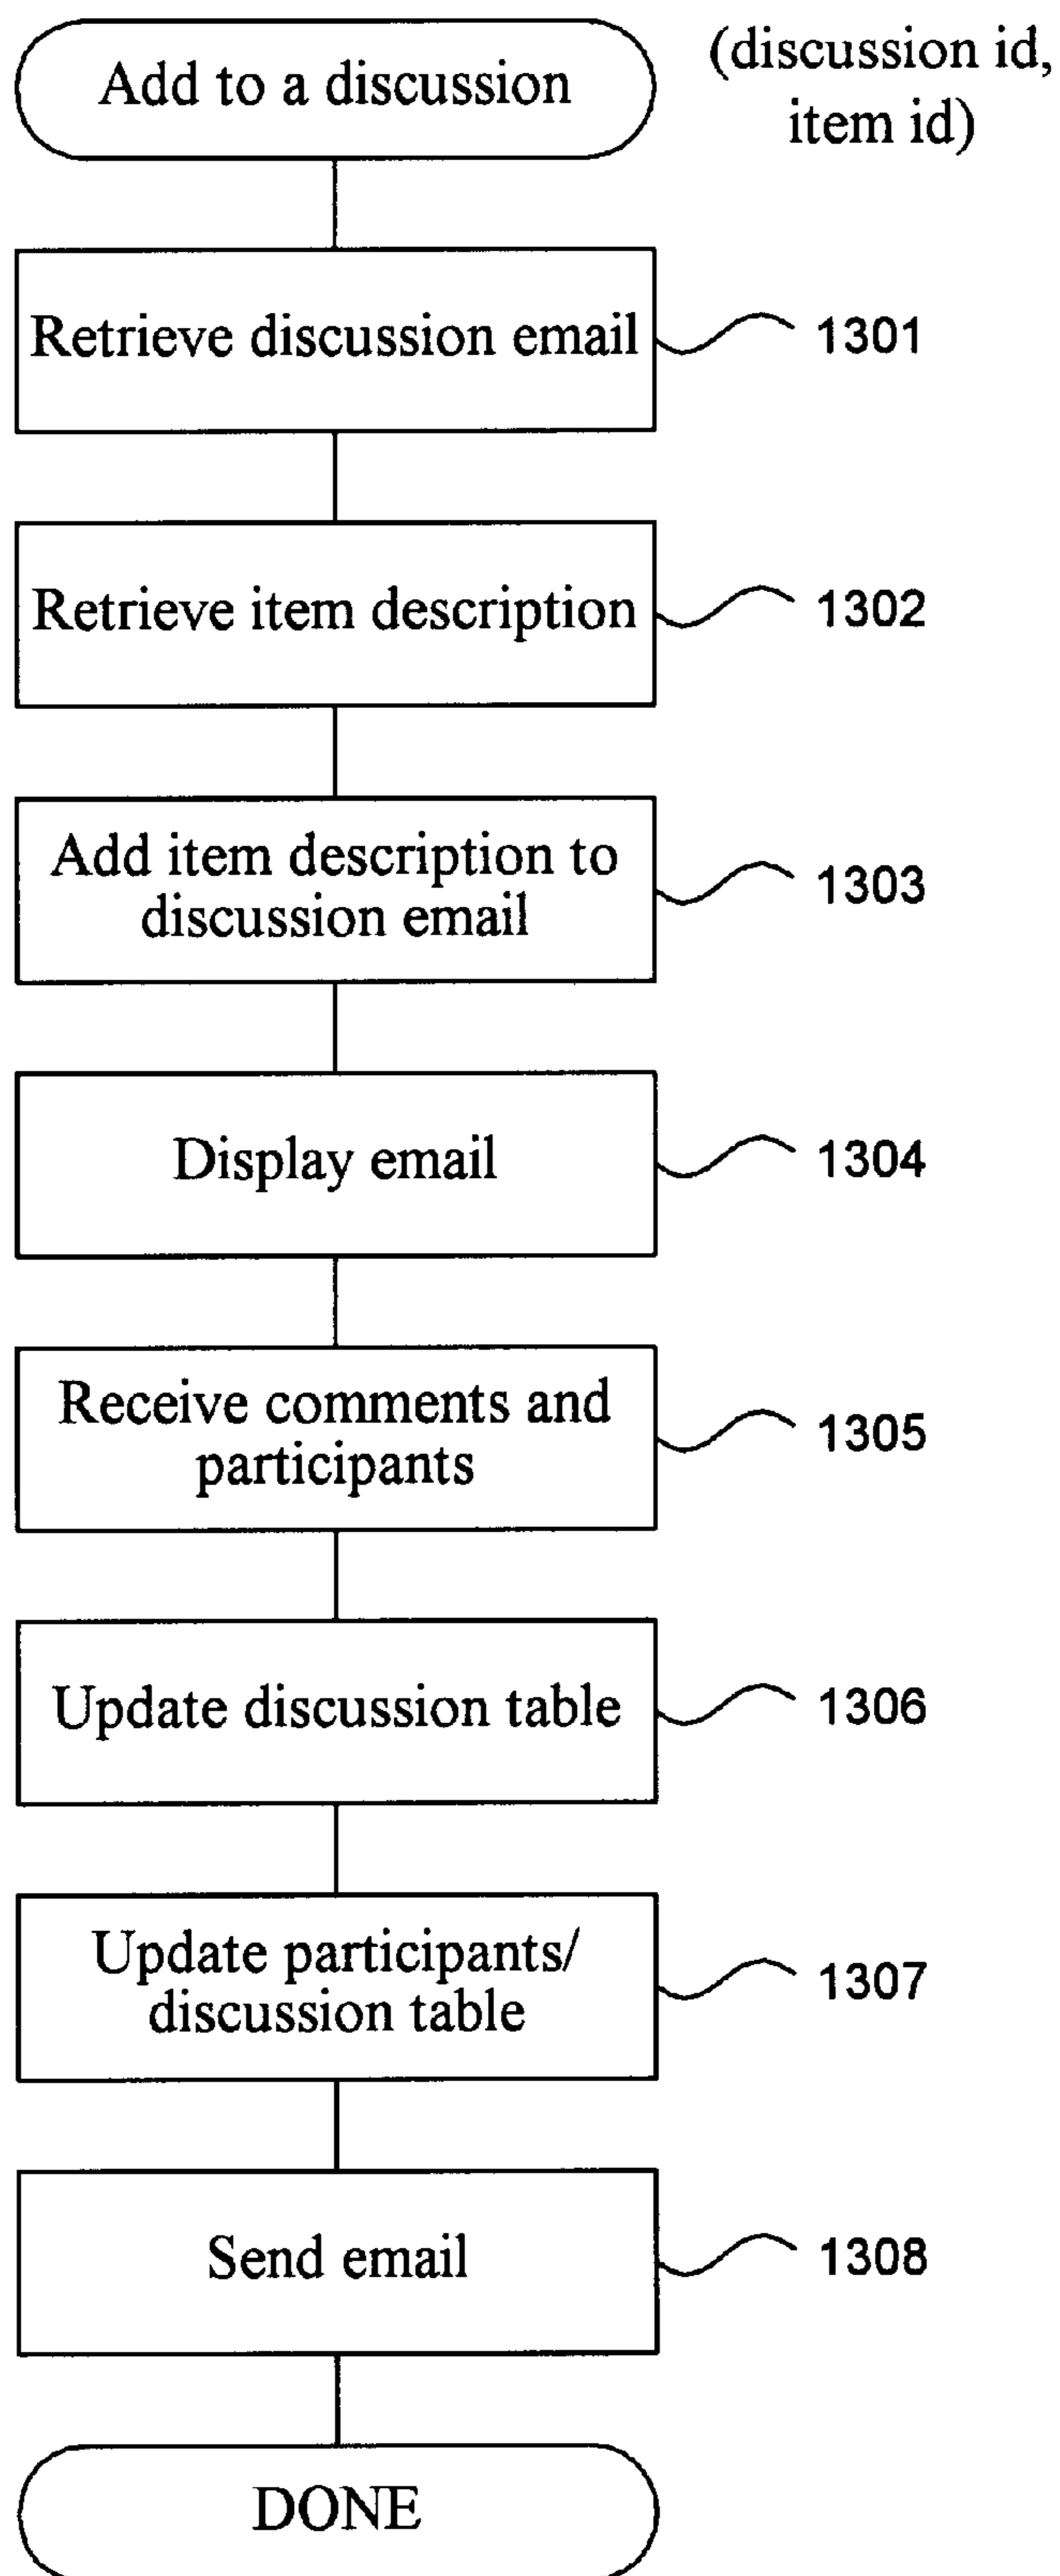 Add to a discussion
(discussion id,
item id)
Retrieve discussion email
1301
Retrieve item description
1302
Add item description to
discussion email
1303
Display email
1304
Receive comments and
participants
1305
Update discussion table
1306
Update participants/
discussion table
1307
Send email
1308
DONE